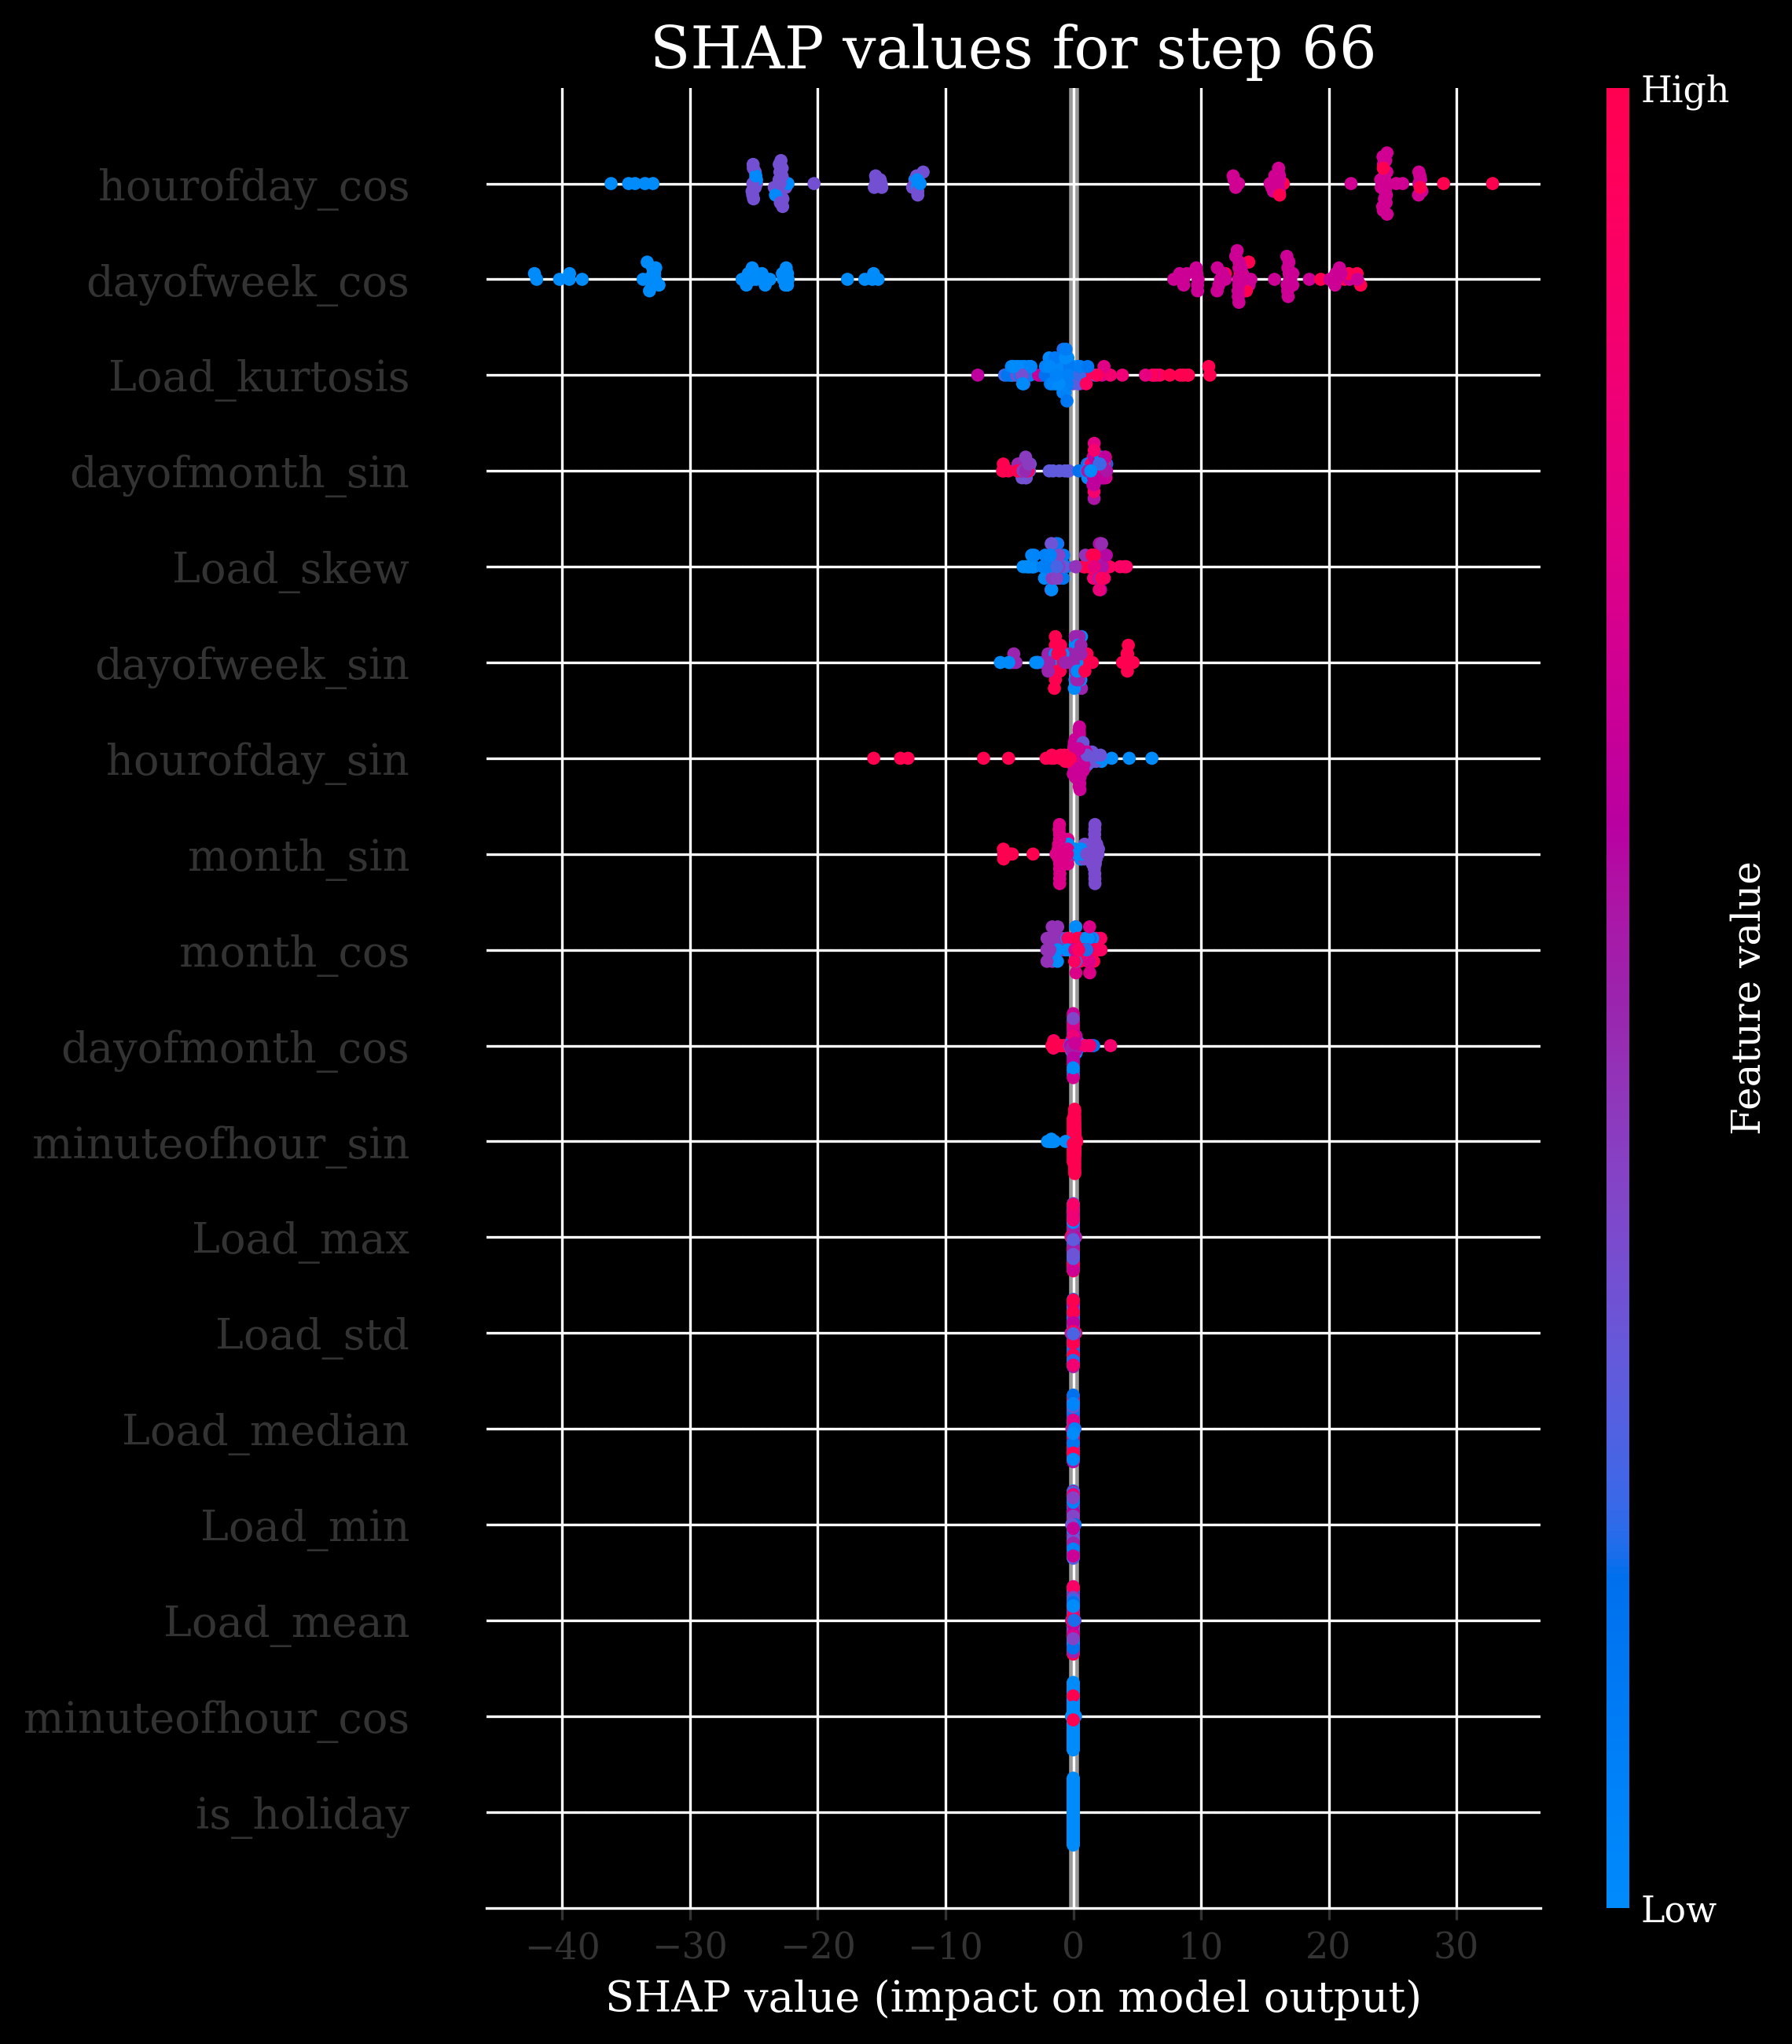 SHAP values for step 66
High
hourofday_cos
dayofweek_cos
Load_kurtosis
dayofmonth_sin
Load_skew
dayofweek_sin
hourofday_sin
month_sin
month_cos
dayofmonth_cos
minuteofhour_sin
Load_max
Load_std
Load_median
Load_min
Load_mean
minuteofhour_cos
is_holiday
Feature value
Low
−40 −30 −20 −10 0 10 20 30
SHAP value (impact on model output)